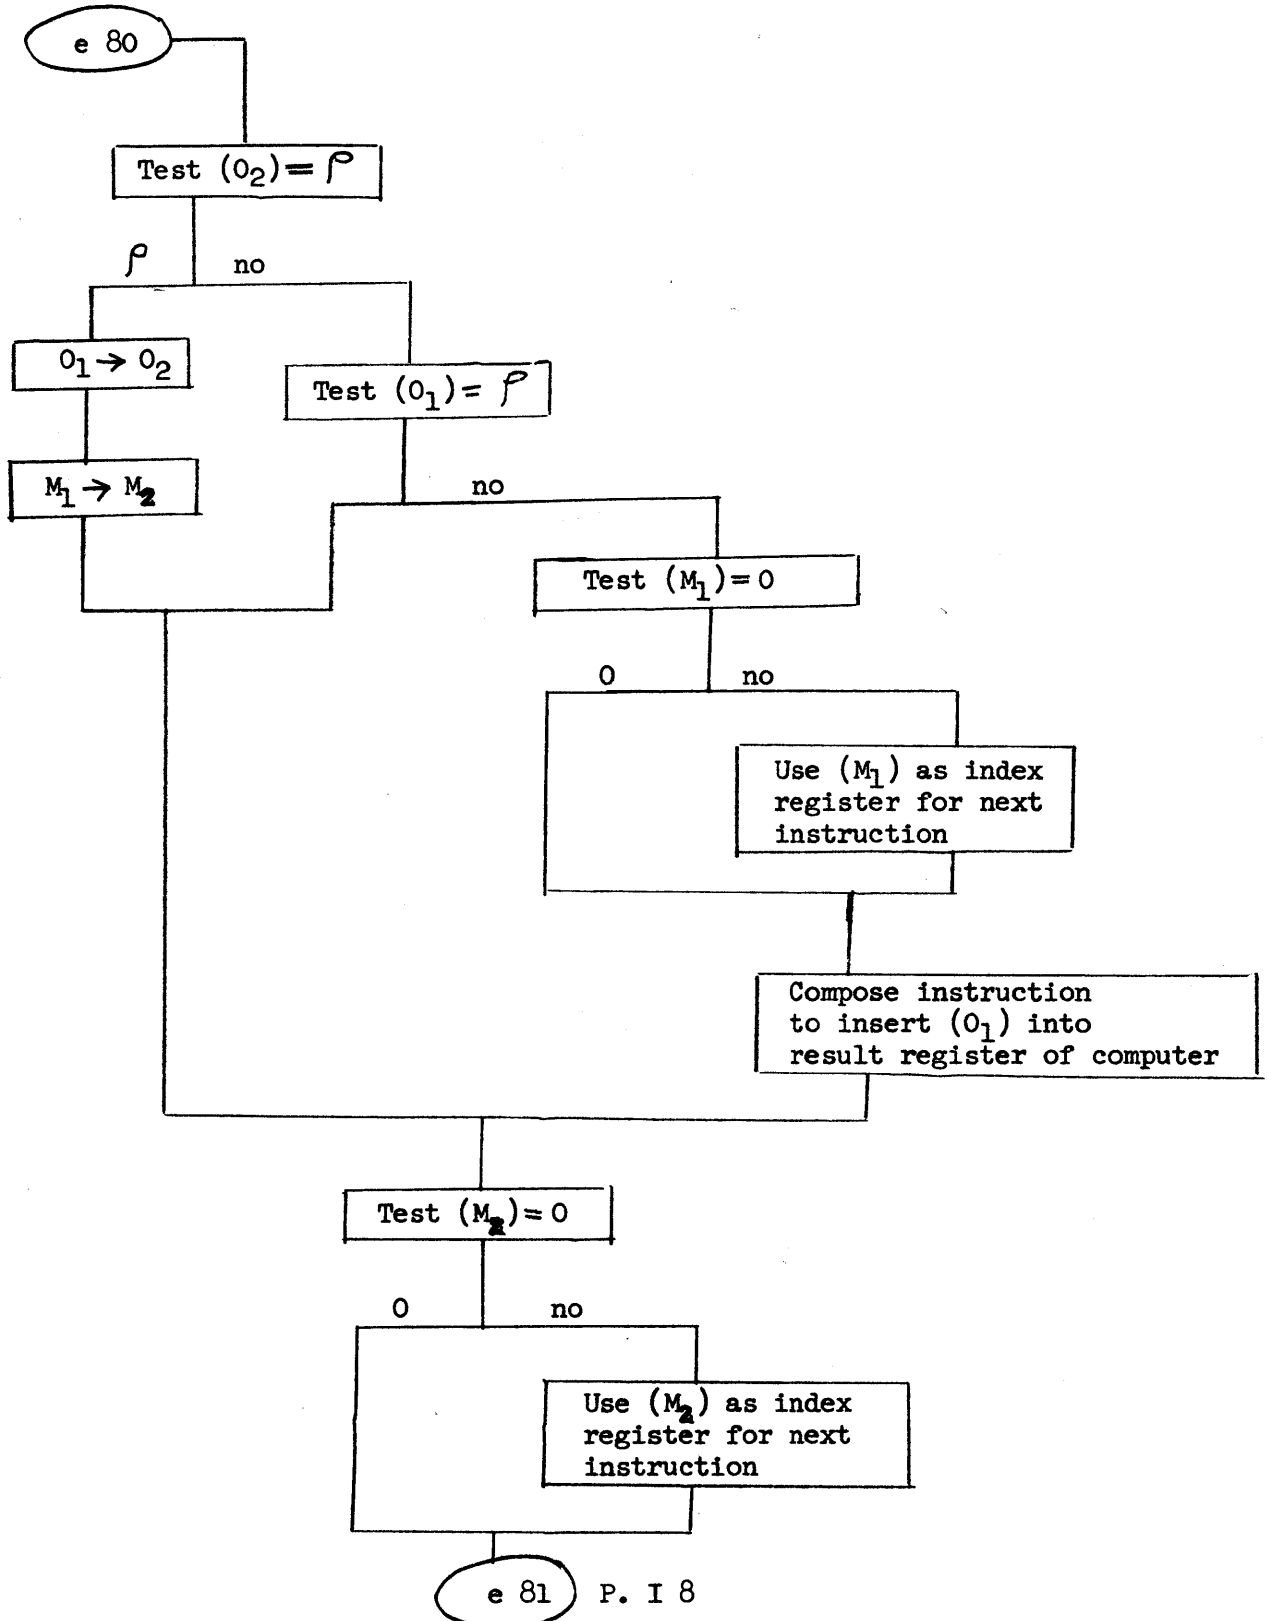 e 80
Test (O₂) = ρ
ρ no
O₁ → O₂
Test (O₁) = ρ
M₁ → M₂
no
Test (M₁) = 0
0 no
Use (M₁) as index
register for next
instruction
Compose instruction
to insert (O₁) into
result register of computer
Test (M₂) = 0
0 no
Use (M₂) as index
register for next
instruction
e 81 P. I 8